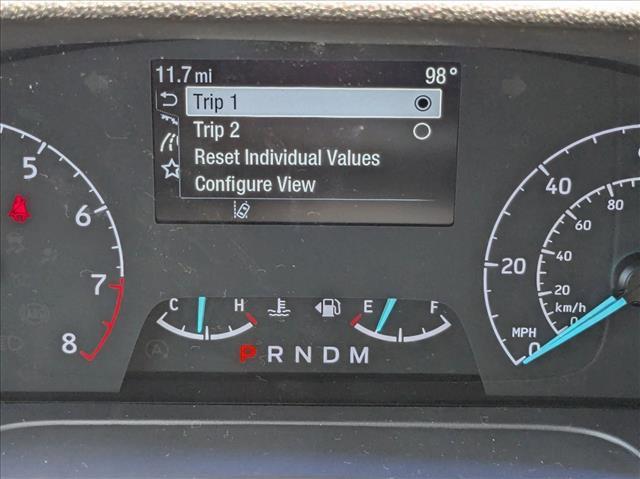 11.7 mi 98°
Trip 1
Trip 2
Reset Individual Values
Configure View
5
6
7
8
C H
E F
P R N D M
40
20
0
MPH
80
60
40
20
0
km/h